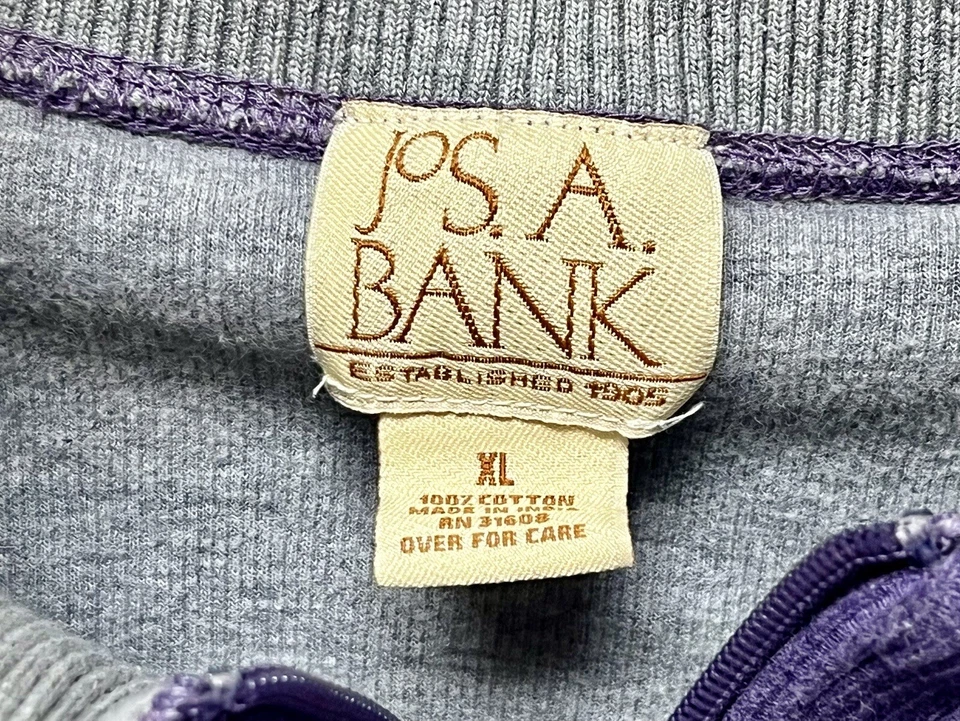 JOS. A.
BANK
ESTABLISHED 1905
XL
100% COTTON
MADE IN INDIA
RN 31608
OVER FOR CARE